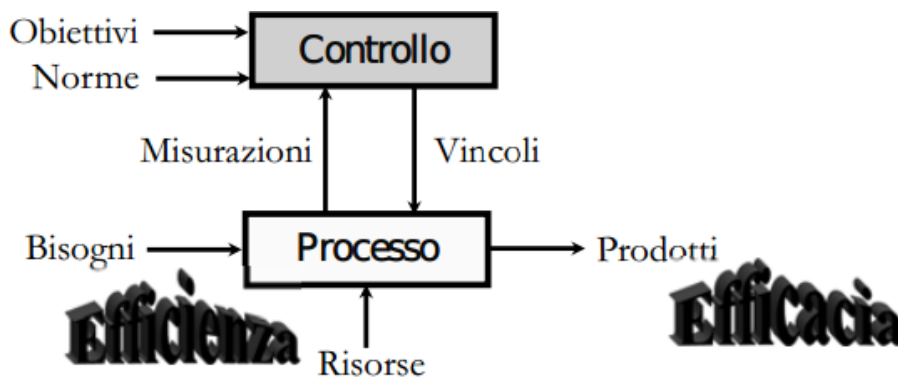 Obiettivi
Controllo
Norme
Misurazioni
Vincoli
Bisogni
Processo
Prodotti
Efficienza
Efficacia
Risorse